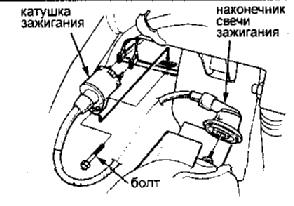 катушка
зажигания
наконечник
свечи
зажигания
болт